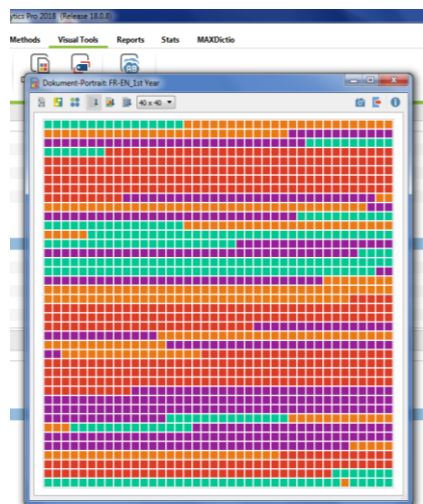 ytics Pro 2018 (Release 18.0.8)
Methods Visual Tools Reports Stats MAXDictio
Dokument-Portrait: FR-EN_1st Year
40 x 40